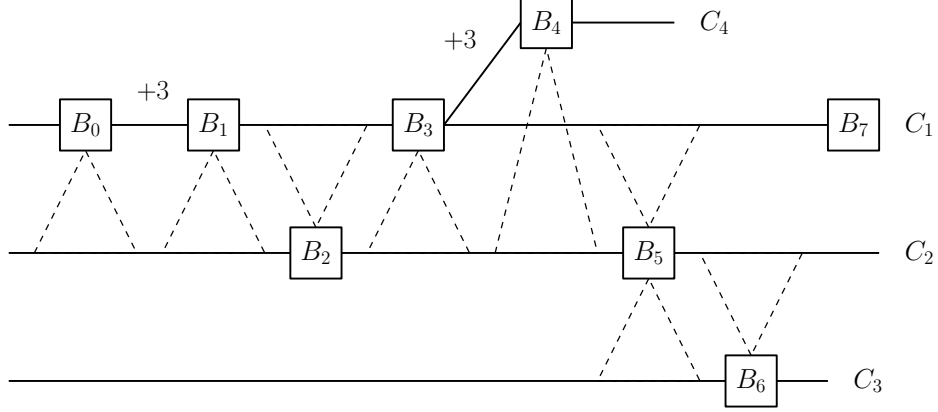 B₄ C₄
+3
+3
B₀ B₁ B₃ B₇ C₁
B₂ B₅ C₂
B₆ C₃